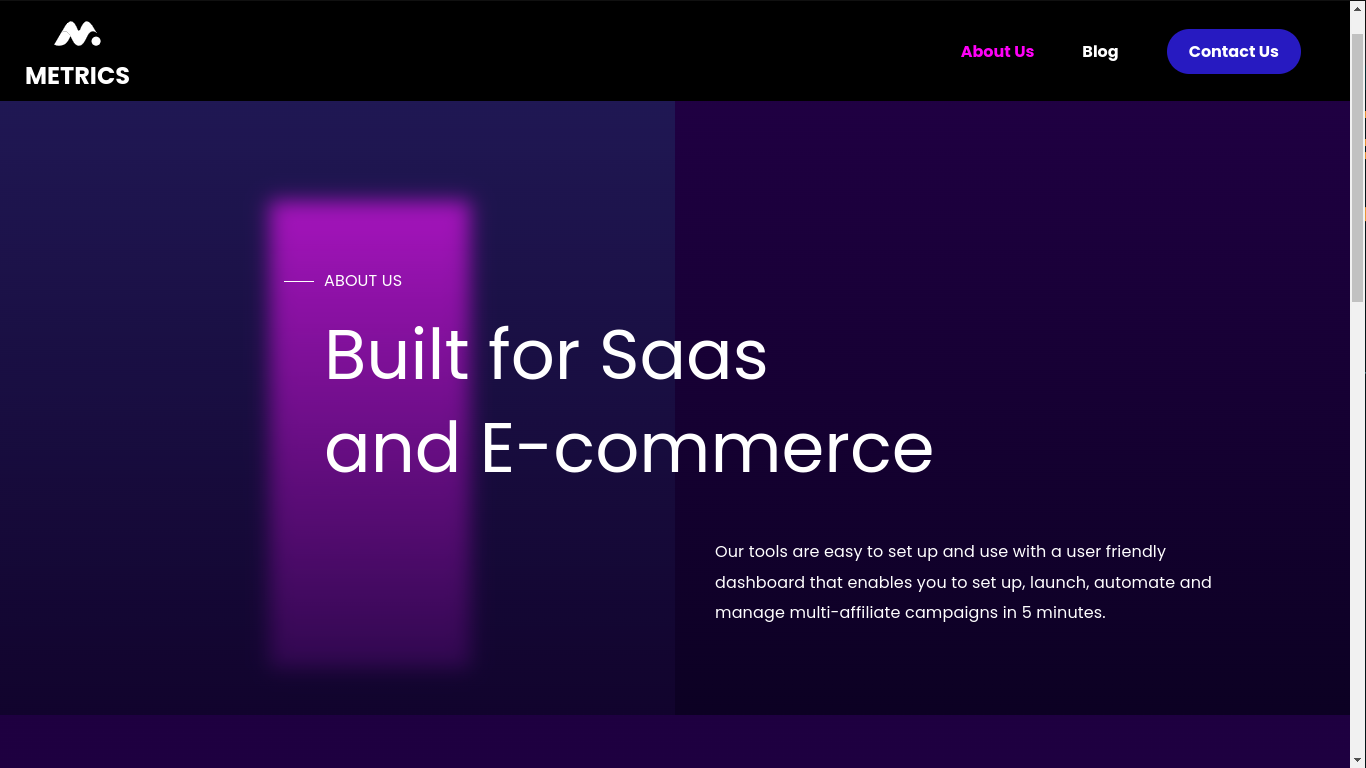 METRICS
About Us
Blog
Contact Us
ABOUT US
Built for Saas
and E-commerce
Our tools are easy to set up and use with a user friendly
dashboard that enables you to set up, launch, automate and
manage multi-affiliate campaigns in 5 minutes.